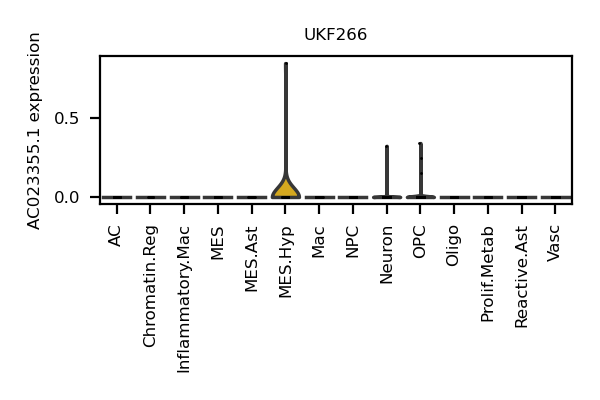 UKF266
AC023355.1 expression
0.5
0.0
AC
Chromatin.Reg
Inflammatory.Mac
MES
MES.Ast
MES.Hyp
Mac
NPC
Neuron
OPC
Oligo
Prolif.Metab
Reactive.Ast
Vasc